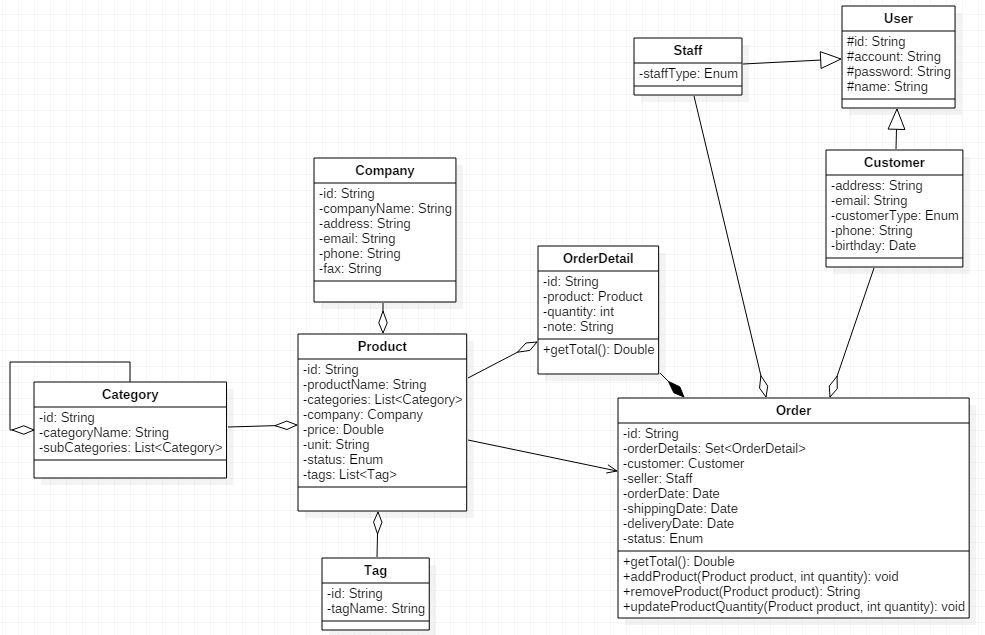 User
#id: String
#account: String
#password: String
#name: String
Staff
-staffType: Enum
Customer
-address: String
-email: String
-customerType: Enum
-phone: String
-birthday: Date
Company
-id: String
-companyName: String
-address: String
-email: String
-phone: String
-fax: String
OrderDetail
-id: String
-product: Product
-quantity: int
-note: String
+getTotal(): Double
Product
-id: String
-productName: String
-categories: List<Category>
-company: Company
-price: Double
-unit: String
-status: Enum
-tags: List<Tag>
Category
-id: String
-categoryName: String
-subCategories: List<Category>
Order
-id: String
-orderDetails: Set<OrderDetail>
-customer: Customer
-seller: Staff
-orderDate: Date
-shippingDate: Date
-deliveryDate: Date
-status: Enum
+getTotal(): Double
+addProduct(Product product, int quantity): void
+removeProduct(Product product): String
+updateProductQuantity(Product product, int quantity): void
Tag
-id: String
-tagName: String